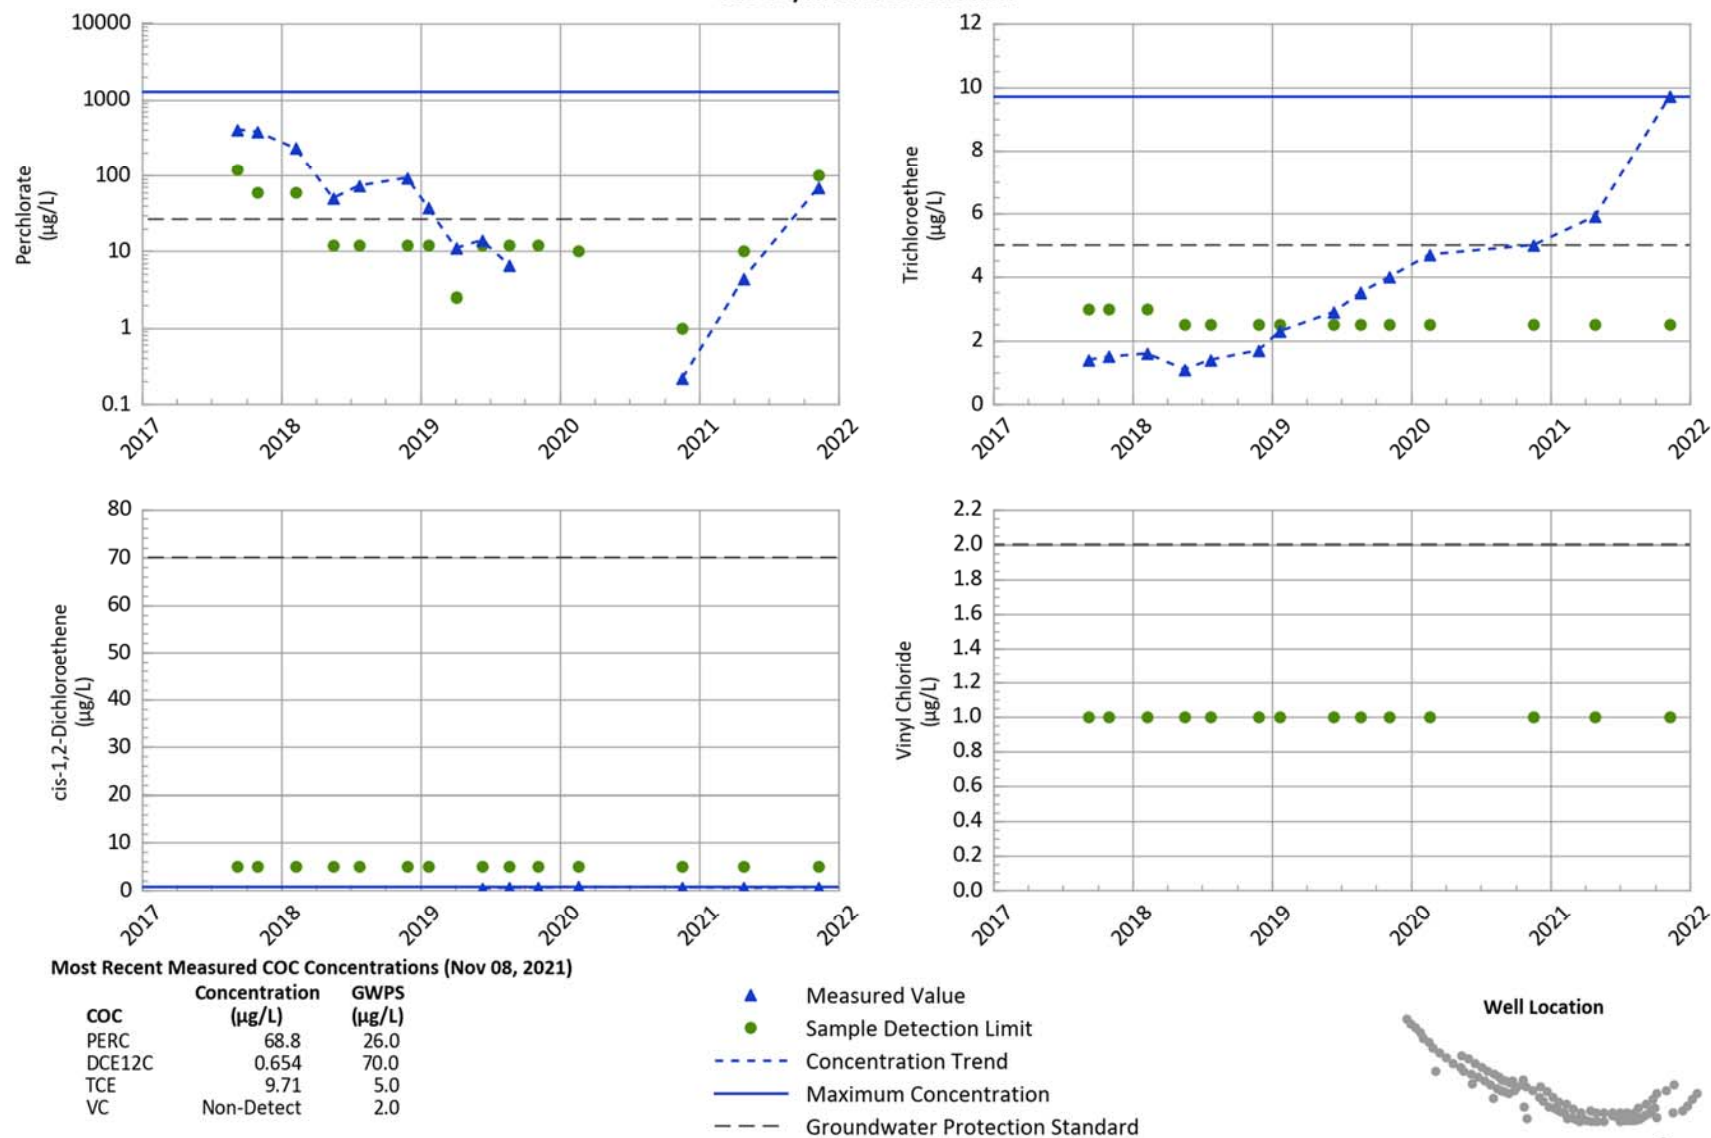 10000
1000
100
10
1
0.1
Perchlorate
(µg/L)
2017
2018
2019
2020
2021
2022
12
10
8
6
4
2
0
Trichloroethene
(µg/L)
2017
2018
2019
2020
2021
2022
80
70
60
50
40
30
20
10
0
cis-1,2-Dichloroethene
(µg/L)
2017
2018
2019
2020
2021
2022
2.2
2.0
1.8
1.6
1.4
1.2
1.0
0.8
0.6
0.4
0.2
0.0
Vinyl Chloride
(µg/L)
2017
2018
2019
2020
2021
2022
Most Recent Measured COC Concentrations (Nov 08, 2021)
Concentration GWPS
COC (µg/L) (µg/L)
PERC 68.8 26.0
DCE12C 0.654 70.0
TCE 9.71 5.0
VC Non-Detect 2.0
Measured Value
Sample Detection Limit
Concentration Trend
Maximum Concentration
Groundwater Protection Standard
Well Location